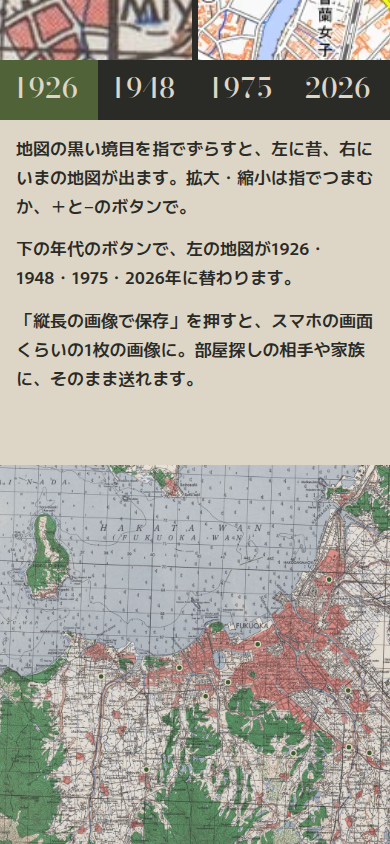 MIY
香蘭女子
1926 1948 1975 2026
地図の黒い境目を指でずらすと、左に昔、右に
いまの地図が出ます。拡大・縮小は指でつまむ
か、＋と−のボタンで。
下の年代のボタンで、左の地図が1926・
1948・1975・2026年に替わります。
「縦長の画像で保存」を押すと、スマホの画面
くらいの1枚の画像に。部屋探しの相手や家族
に、そのまま送れます。
HAKATA WAN
(FUKUOKA WAN)
FUKUOKA